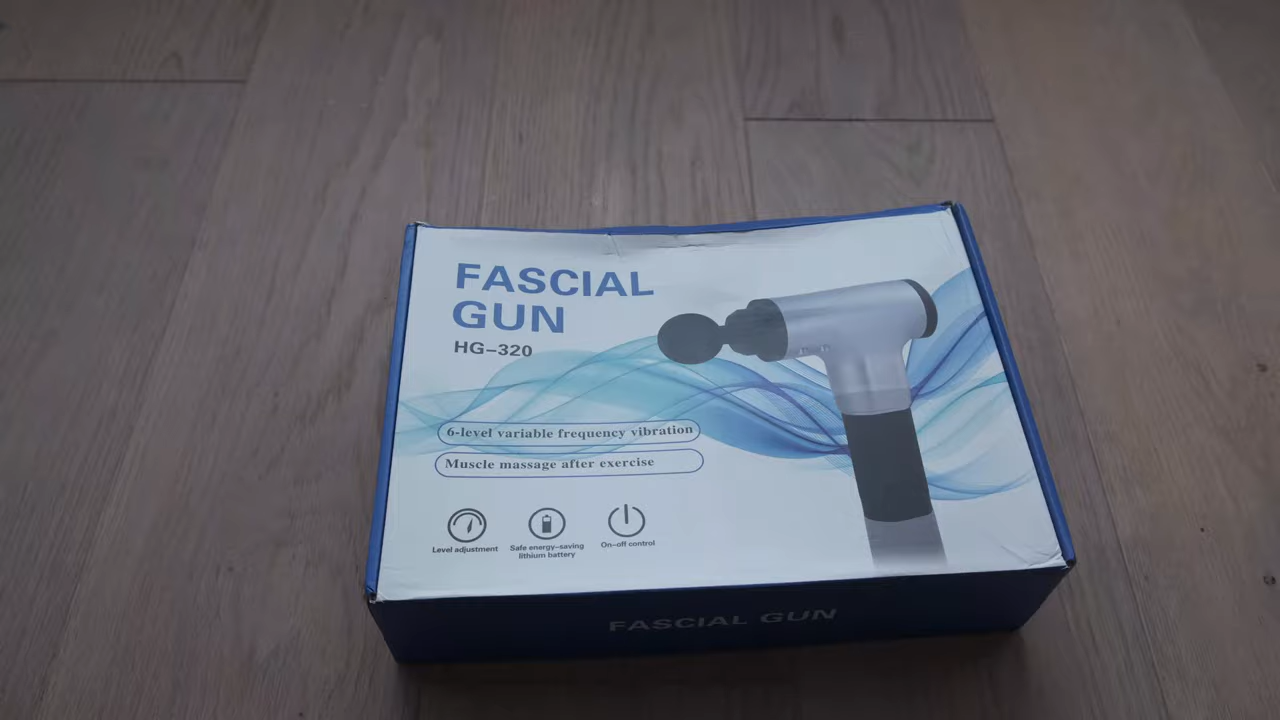 FASCIAL
GUN
HG-320
6-level variable frequency vibration
Muscle massage after exercise
Level adjustment
Safe energy-saving
lithium battery
On-off control
FASCIAL GUN